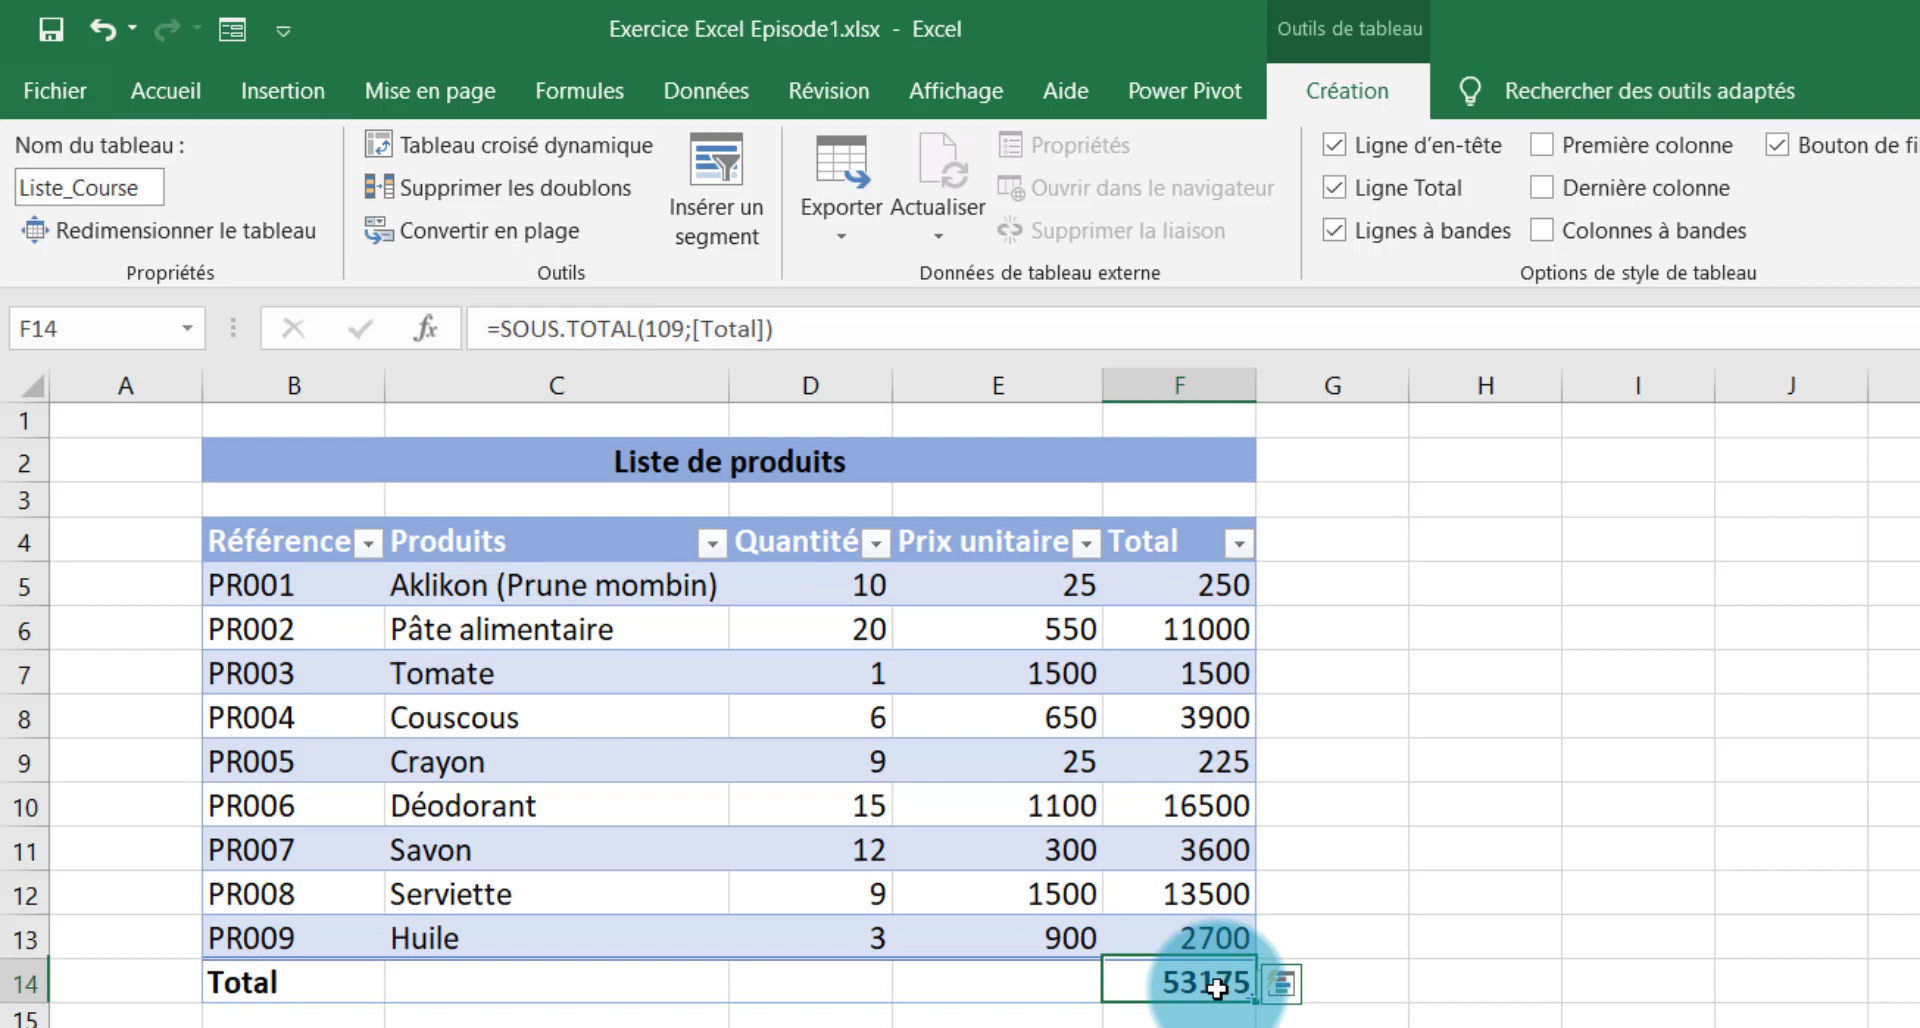 Exercice Excel Episode1.xlsx - Excel
Outils de tableau
Fichier Accueil Insertion Mise en page Formules Données Révision Affichage Aide Power Pivot Création Rechercher des outils adaptés
Nom du tableau :
Liste_Course
Redimensionner le tableau
Propriétés
Tableau croisé dynamique
Supprimer les doublons
Convertir en plage
Insérer un
segment
Outils
Exporter Actualiser
Propriétés
Ouvrir dans le navigateur
Supprimer la liaison
Données de tableau externe
Ligne d'en-tête Première colonne Bouton de fi
Ligne Total Dernière colonne
Lignes à bandes Colonnes à bandes
Options de style de tableau
F14 fx =SOUS.TOTAL(109;[Total])
A B C D E F G H I J
1
2 Liste de produits
3
4 Référence Produits Quantité Prix unitaire Total
5 PR001 Aklikon (Prune mombin) 10 25 250
6 PR002 Pâte alimentaire 20 550 11000
7 PR003 Tomate 1 1500 1500
8 PR004 Couscous 6 650 3900
9 PR005 Crayon 9 25 225
10 PR006 Déodorant 15 1100 16500
11 PR007 Savon 12 300 3600
12 PR008 Serviette 9 1500 13500
13 PR009 Huile 3 900 2700
14 Total 53175
15